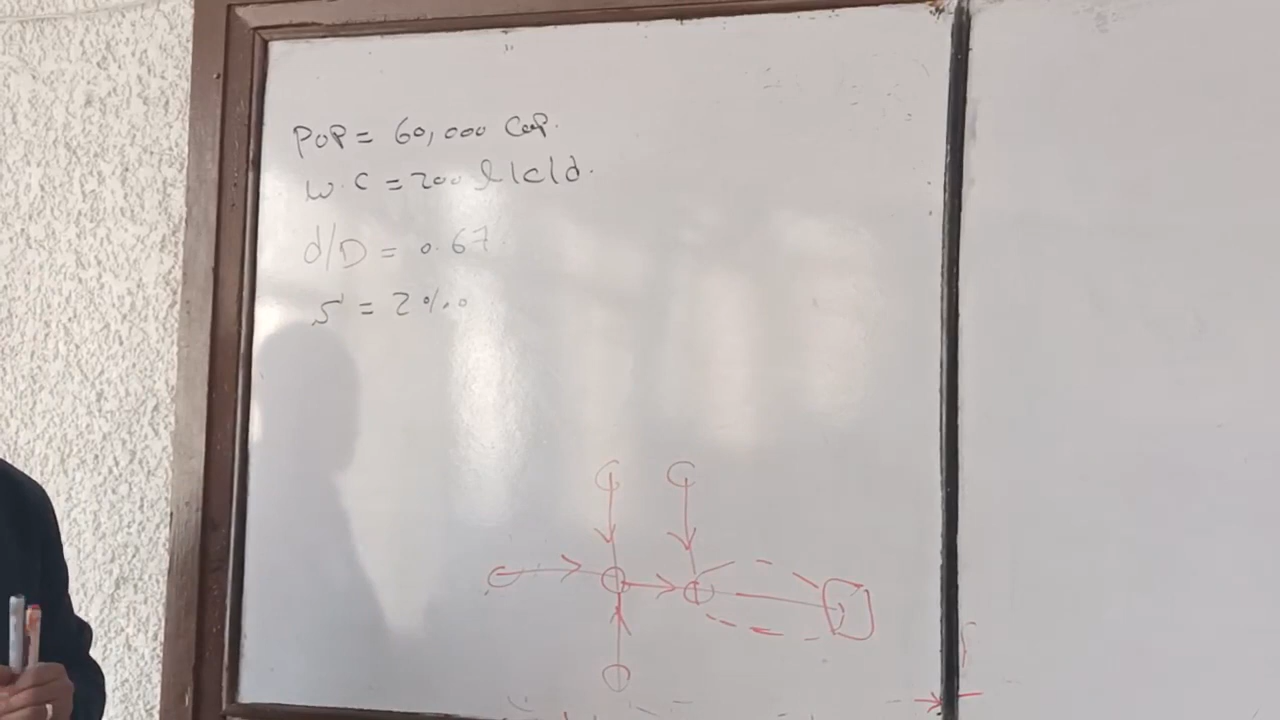 POP = 60,000 Cap.
W.C = 200 l/c/d.
d/D = 0.67
S = 2‰